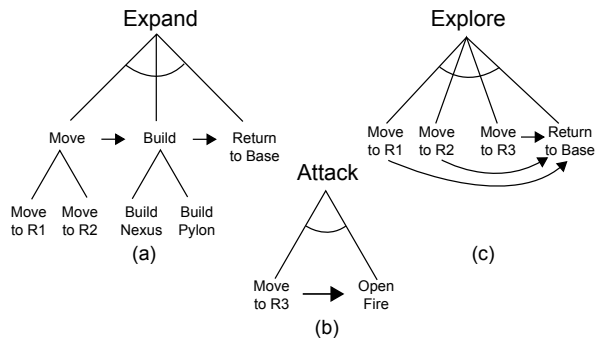 Expand
Move
Build
Return
to Base
Move
to R1
Move
to R2
Build
Nexus
Build
Pylon
(a)
Attack
Move
to R3
Open
Fire
(b)
Explore
Move
to R1
Move
to R2
Move
to R3
Return
to Base
(c)